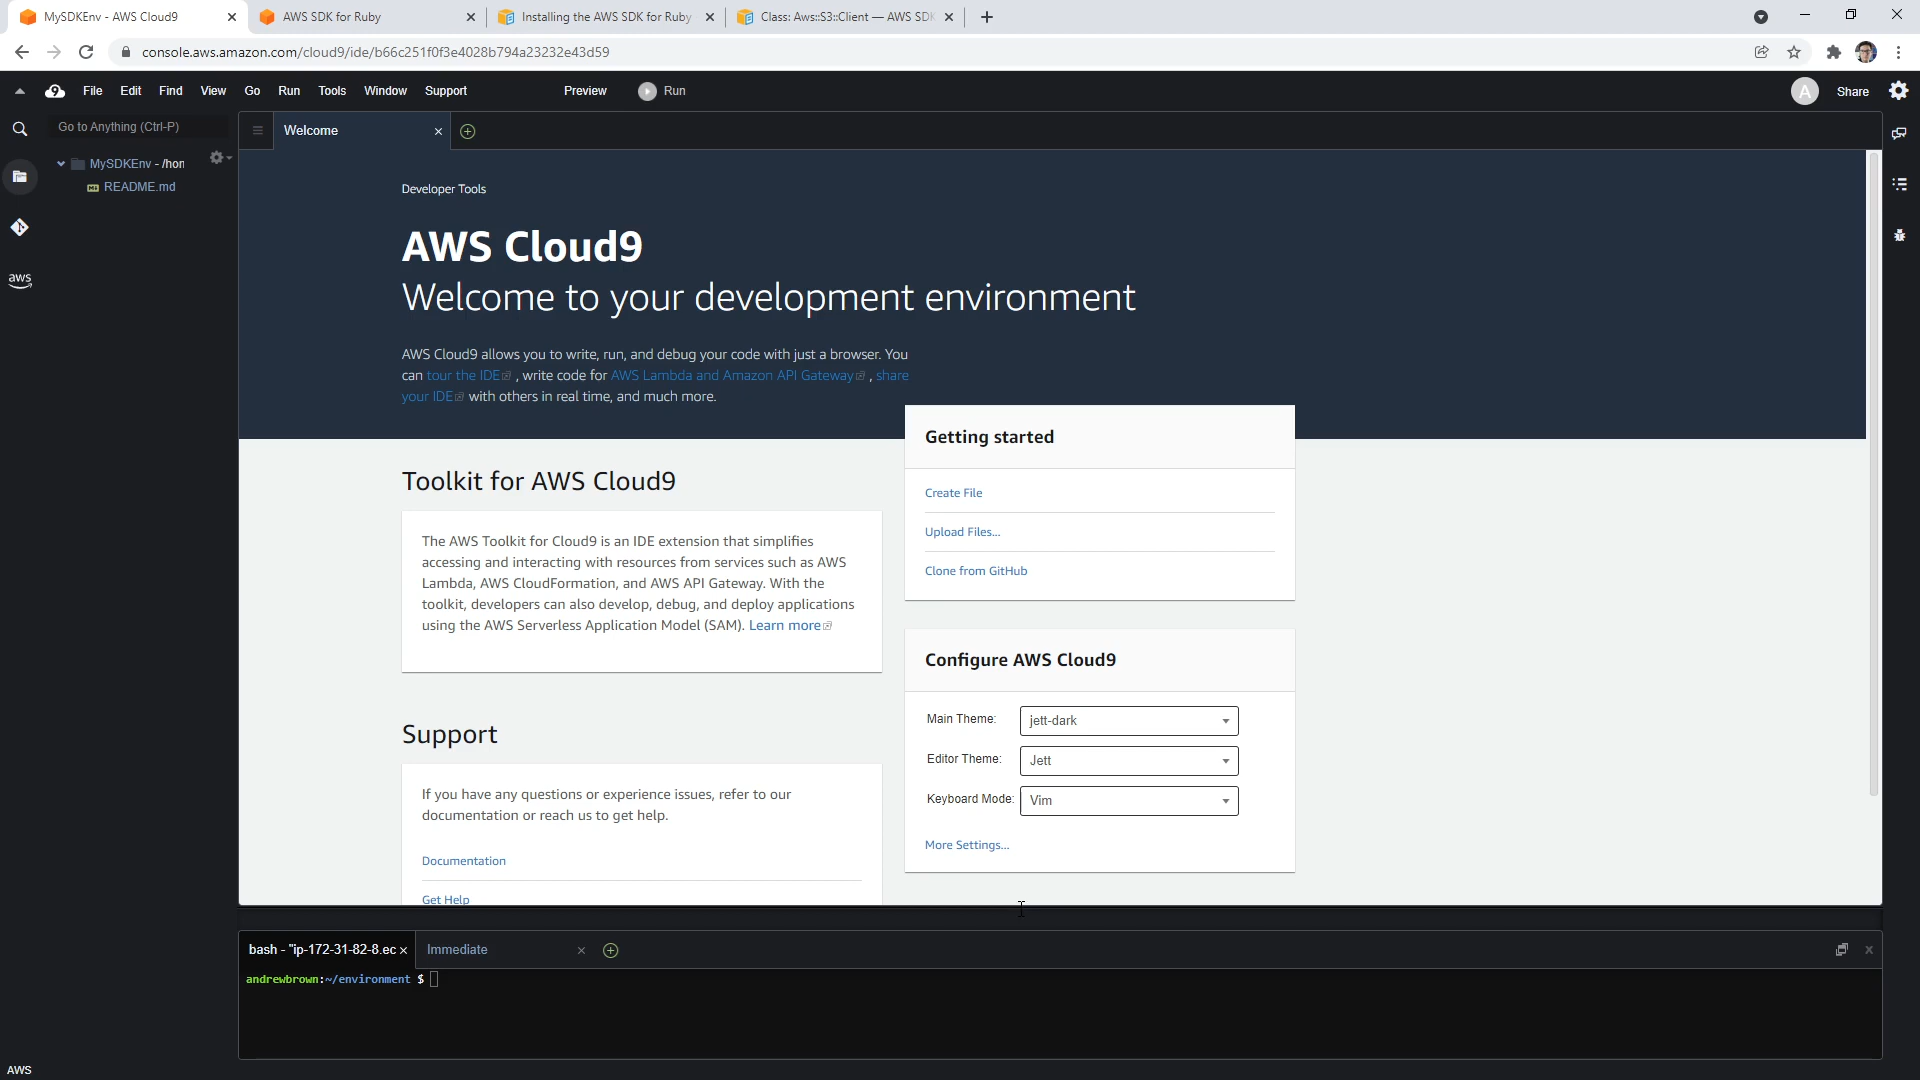 MySDKEnv - AWS Cloud9
AWS SDK for Ruby
Installing the AWS SDK for Ruby
Class: Aws::S3::Client — AWS SDK
console.aws.amazon.com/cloud9/ide/b66c251f0f3e4028b794a23232e43d59
9 File Edit Find View Go Run Tools Window Support Preview Run
A Share
Go to Anything (Ctrl-P)
Welcome
MySDKEnv - /hon
README.md
aws
Developer Tools
AWS Cloud9
Welcome to your development environment
AWS Cloud9 allows you to write, run, and debug your code with just a browser. You
can tour the IDE , write code for AWS Lambda and Amazon API Gateway , share
your IDE with others in real time, and much more.
Getting started
Create File
Upload Files...
Clone from GitHub
Toolkit for AWS Cloud9
The AWS Toolkit for Cloud9 is an IDE extension that simplifies
accessing and interacting with resources from services such as AWS
Lambda, AWS CloudFormation, and AWS API Gateway. With the
toolkit, developers can also develop, debug, and deploy applications
using the AWS Serverless Application Model (SAM). Learn more
Configure AWS Cloud9
Main Theme: jett-dark
Editor Theme: Jett
Keyboard Mode: Vim
More Settings...
Support
If you have any questions or experience issues, refer to our
documentation or reach us to get help.
Documentation
Get Help
bash - "ip-172-31-82-8.ec
Immediate
andrewbrown:~/environment $
AWS